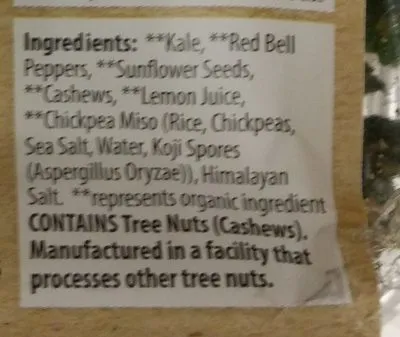 Ingredients: **Kale, **Red Bell
Peppers, **Sunflower Seeds,
**Cashews, **Lemon Juice,
**Chickpea Miso (Rice, Chickpeas,
Sea Salt, Water, Koji Spores
(Aspergillus Oryzae)), Himalayan
Salt. **represents organic ingredient
CONTAINS Tree Nuts (Cashews).
Manufactured in a facility that
processes other tree nuts.